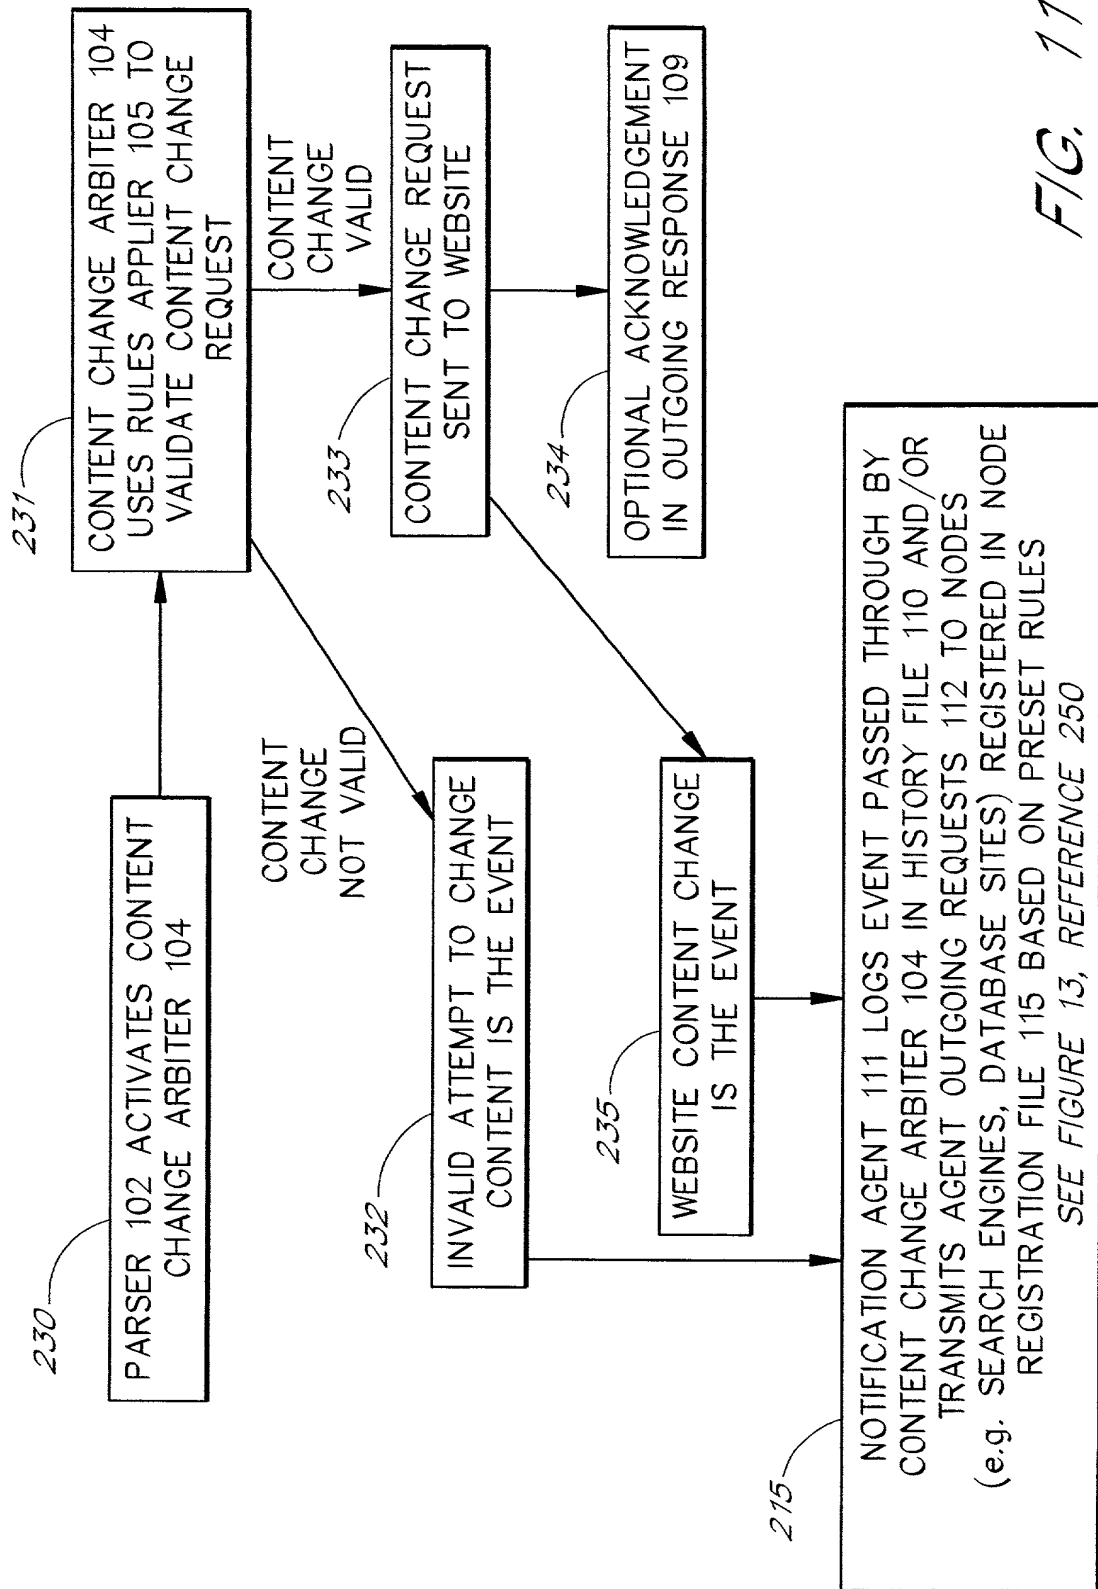 230
PARSER 102 ACTIVATES CONTENT
CHANGE ARBITER 104
231
CONTENT CHANGE ARBITER 104
USES RULES APPLIER 105 TO
VALIDATE CONTENT CHANGE
REQUEST
CONTENT
CHANGE
NOT VALID
CONTENT
CHANGE
VALID
232
INVALID ATTEMPT TO CHANGE
CONTENT IS THE EVENT
233
CONTENT CHANGE REQUEST
SENT TO WEBSITE
234
OPTIONAL ACKNOWLEDGEMENT
IN OUTGOING RESPONSE 109
235
WEBSITE CONTENT CHANGE
IS THE EVENT
215
NOTIFICATION AGENT 111 LOGS EVENT PASSED THROUGH BY
CONTENT CHANGE ARBITER 104 IN HISTORY FILE 110 AND/OR
TRANSMITS AGENT OUTGOING REQUESTS 112 TO NODES
(e.g. SEARCH ENGINES, DATABASE SITES) REGISTERED IN NODE
REGISTRATION FILE 115 BASED ON PRESET RULES
SEE FIGURE 13, REFERENCE 250
FIG. 11